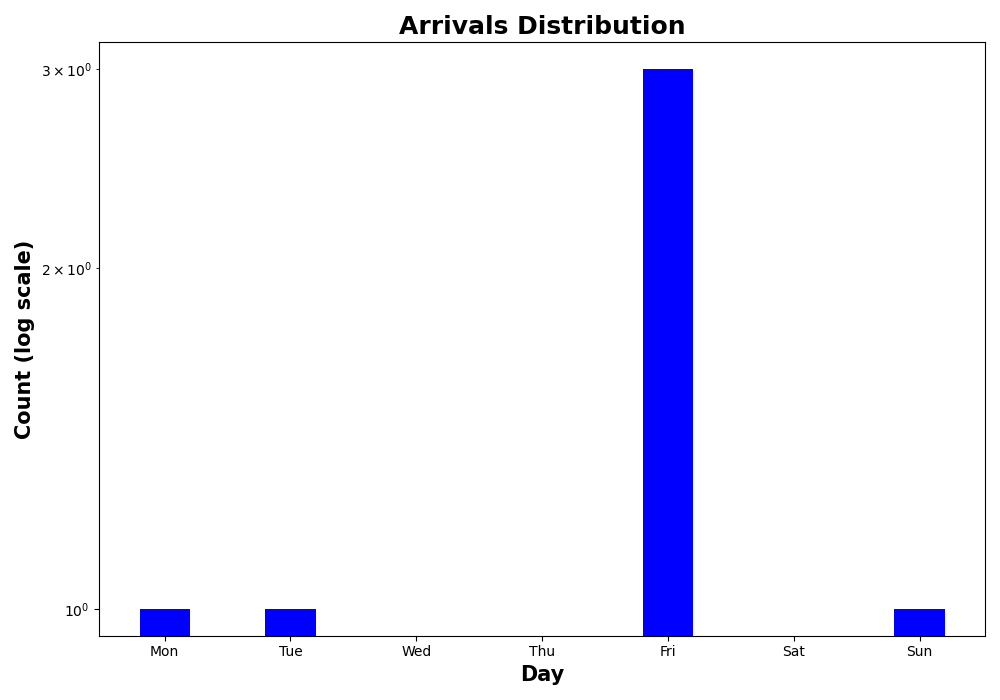 Arrivals Distribution
3 × 10⁰
2 × 10⁰
10⁰
Count (log scale)
Mon Tue Wed Thu Fri Sat Sun
Day